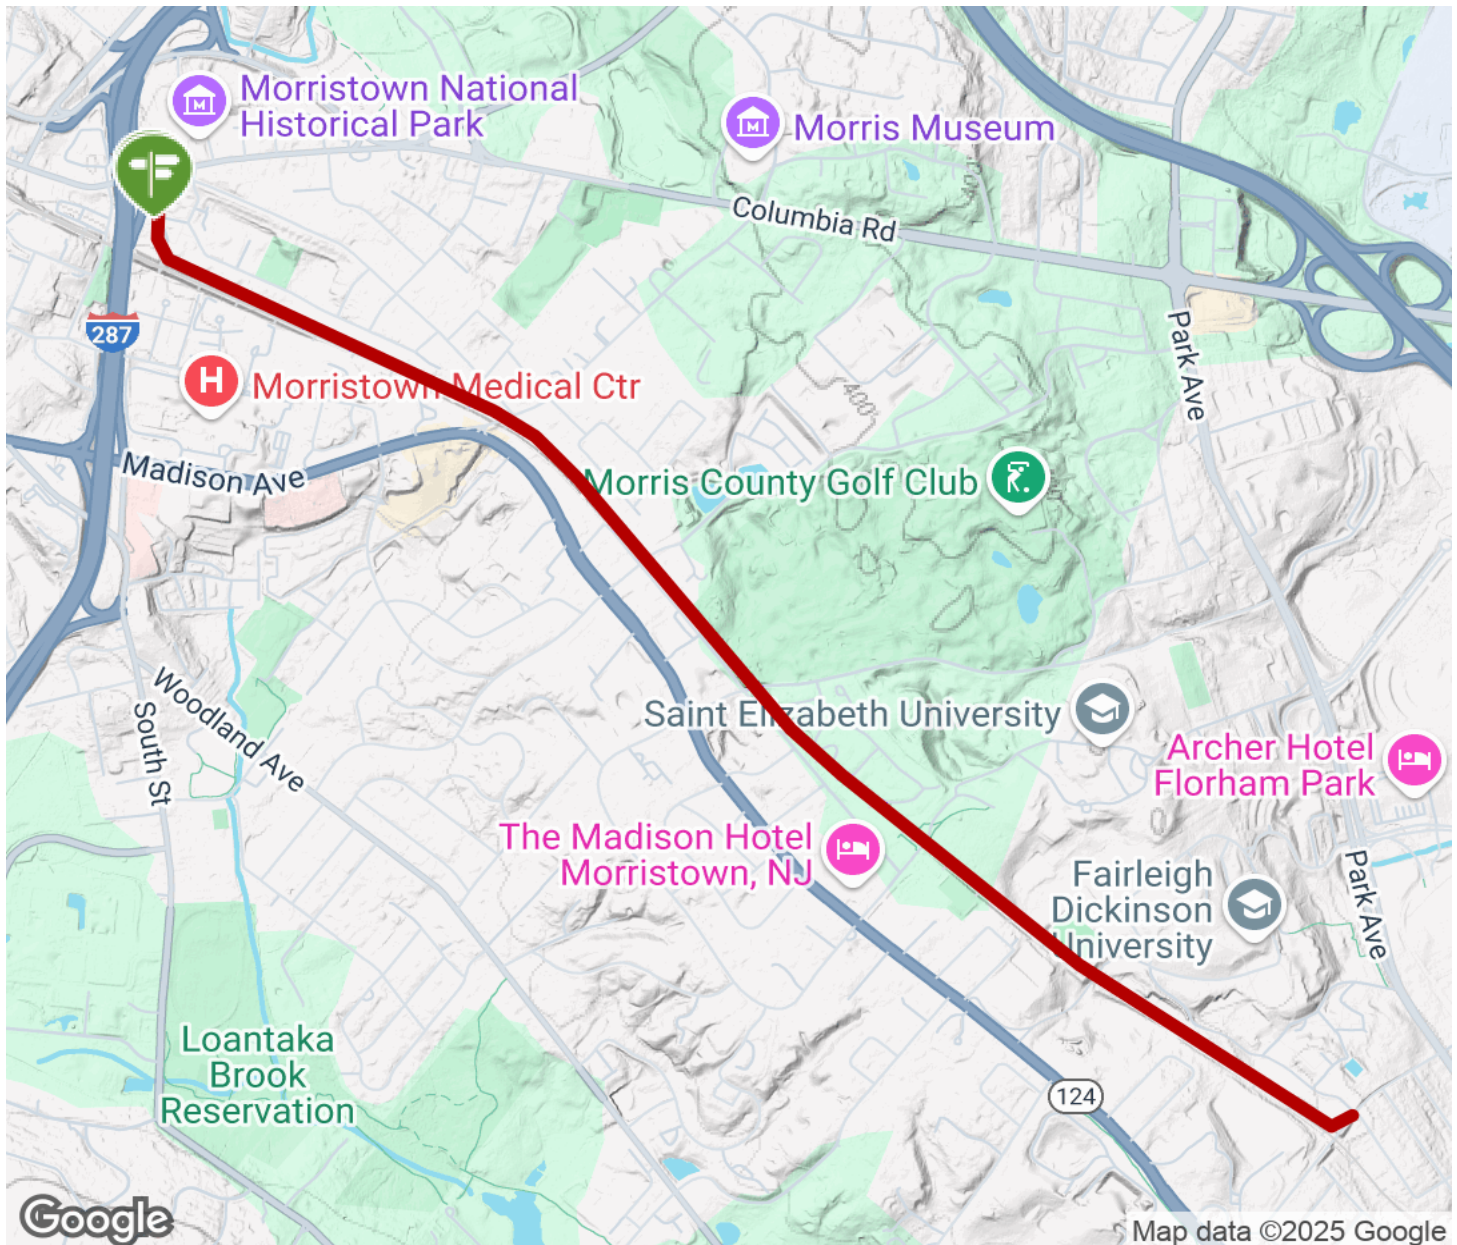 Morristown National
Historical Park
Morris Museum
Columbia Rd
287
Park Ave
H
Morristown Medical Ctr
400'
Madison Ave
Morris County Golf Club
Woodland Ave
South St
Saint Elizabeth University
Archer Hotel
Florham Park
The Madison Hotel
Morristown, NJ
Fairleigh
Dickinson
University
Park Ave
Loantaka
Brook
Reservation
124
Google
Map data ©2025 Google